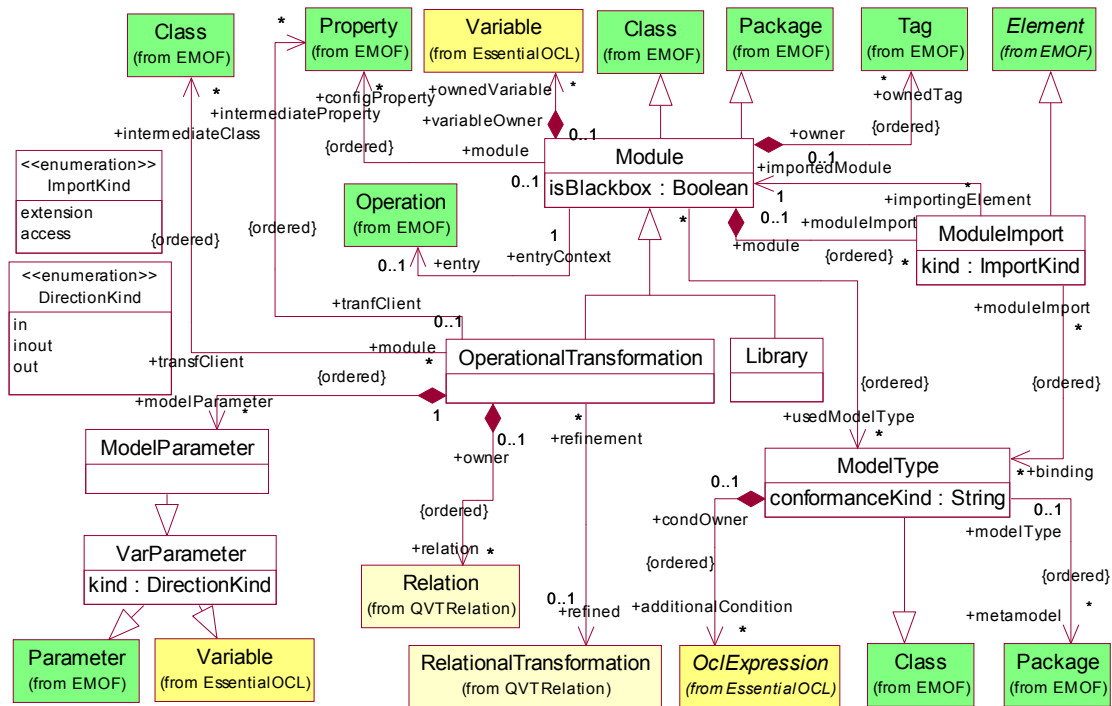 Class
(from EMOF)
Property
(from EMOF)
Variable
(from EssentialOCL)
Class
(from EMOF)
Package
(from EMOF)
Tag
(from EMOF)
Element
(from EMOF)
*
*
*
*
*
*
+configProperty
+ownedVariable
+ownedTag
+intermediateProperty
+intermediateClass
+variableOwner
0..1
+owner
0..1
{ordered}
{ordered}
+module
0..1
<<enumeration>>
ImportKind
extension
access
Module
isBlackbox : Boolean
+importedModule
1
*
+importingElement
Operation
(from EMOF)
1
*
0..1
+moduleImport
+module
{ordered}
*
ModuleImport
kind : ImportKind
{ordered}
{ordered}
0..1
+entry
+entryContext
<<enumeration>>
DirectionKind
in
inout
out
+tranfClient
0..1
+moduleImport
*
+module
*
+transfClient
OperationalTransformation
Library
{ordered}
{ordered}
{ordered}
+modelParameter
*
1
0..1
+owner
*
+refinement
+usedModelType
*
ModelParameter
ModelType
conformanceKind : String
*
+binding
0..1
+condOwner
0..1
+modelType
{ordered}
+relation
*
VarParameter
kind : DirectionKind
{ordered}
{ordered}
Relation
(from QVTRelation)
0..1
+refined
+additionalCondition
*
+metamodel
*
Parameter
(from EMOF)
Variable
(from EssentialOCL)
RelationalTransformation
(from QVTRelation)
OclExpression
(from EssentialOCL)
Class
(from EMOF)
Package
(from EMOF)